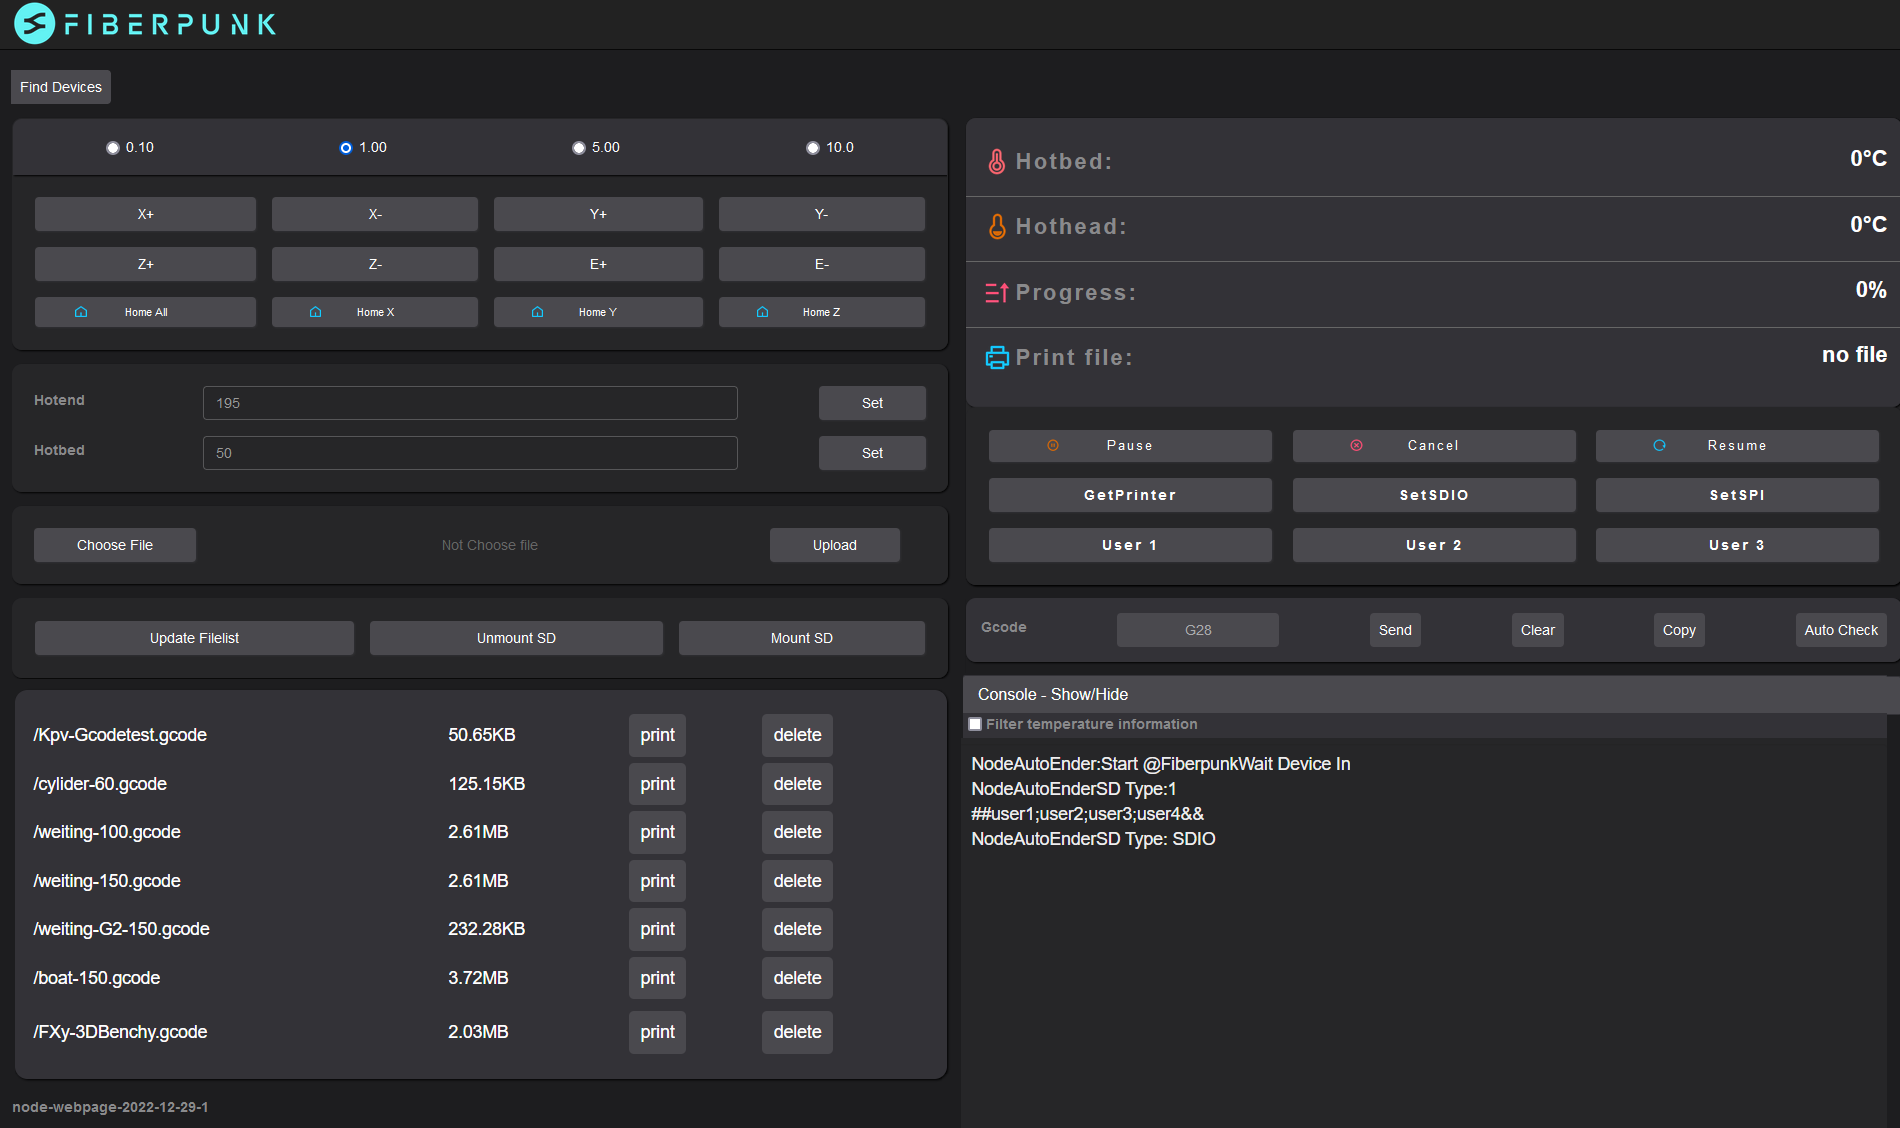 FIBERPUNK
Find Devices
0.10 1.00 5.00 10.0
X+ X- Y+ Y-
Z+ Z- E+ E-
Home All Home X Home Y Home Z
Hotend 195 Set
Hotbed 50 Set
Choose File Not Choose file Upload
Update Filelist Unmount SD Mount SD
/Kpv-Gcodetest.gcode 50.65KB print delete
/cylider-60.gcode 125.15KB print delete
/weiting-100.gcode 2.61MB print delete
/weiting-150.gcode 2.61MB print delete
/weiting-G2-150.gcode 232.28KB print delete
/boat-150.gcode 3.72MB print delete
/FXy-3DBenchy.gcode 2.03MB print delete
node-webpage-2022-12-29-1
Hotbed: 0°C
Hothead: 0°C
Progress: 0%
Print file: no file
Pause Cancel Resume
GetPrinter SetSDIO SetSPI
User 1 User 2 User 3
Gcode G28 Send Clear Copy Auto Check
Console - Show/Hide
Filter temperature information
NodeAutoEnder:Start @FiberpunkWait Device In
NodeAutoEnderSD Type:1
##user1;user2;user3;user4&&
NodeAutoEnderSD Type: SDIO